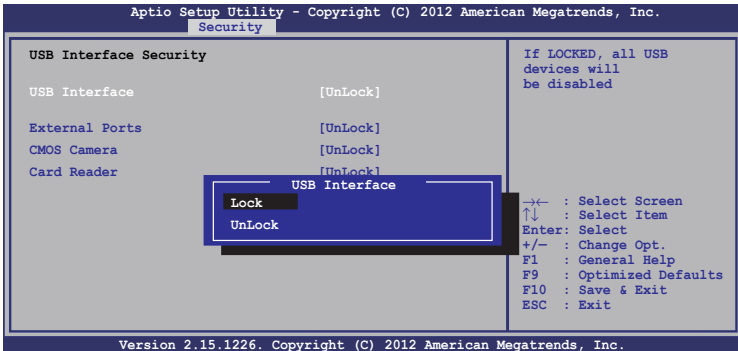 Aptio Setup Utility - Copyright (C) 2012 American Megatrends, Inc.
Security
USB Interface Security
USB Interface [UnLock]
External Ports [UnLock]
CMOS Camera [UnLock]
Card Reader [UnLock]
USB Interface
Lock
UnLock
If LOCKED, all USB
devices will
be disabled
→← : Select Screen
↑↓ : Select Item
Enter: Select
+/— : Change Opt.
F1 : General Help
F9 : Optimized Defaults
F10 : Save & Exit
ESC : Exit
Version 2.15.1226. Copyright (C) 2012 American Megatrends, Inc.